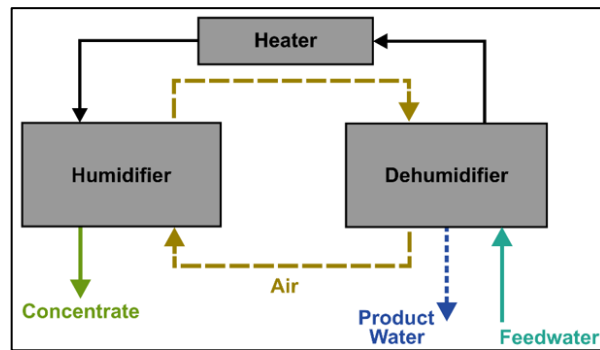 Heater
Humidifier
Dehumidifier
Air
Concentrate
Product
Water
Feedwater